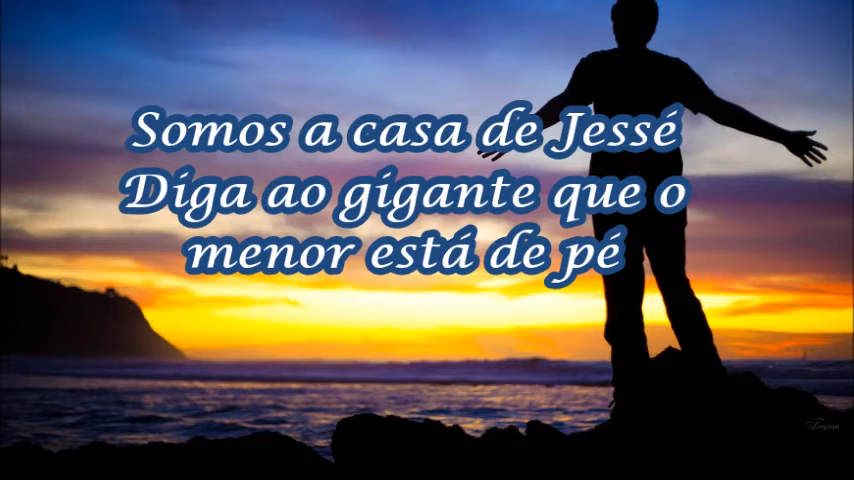 Somos a casa de Jessé
Diga ao gigante que o
menor está de pé